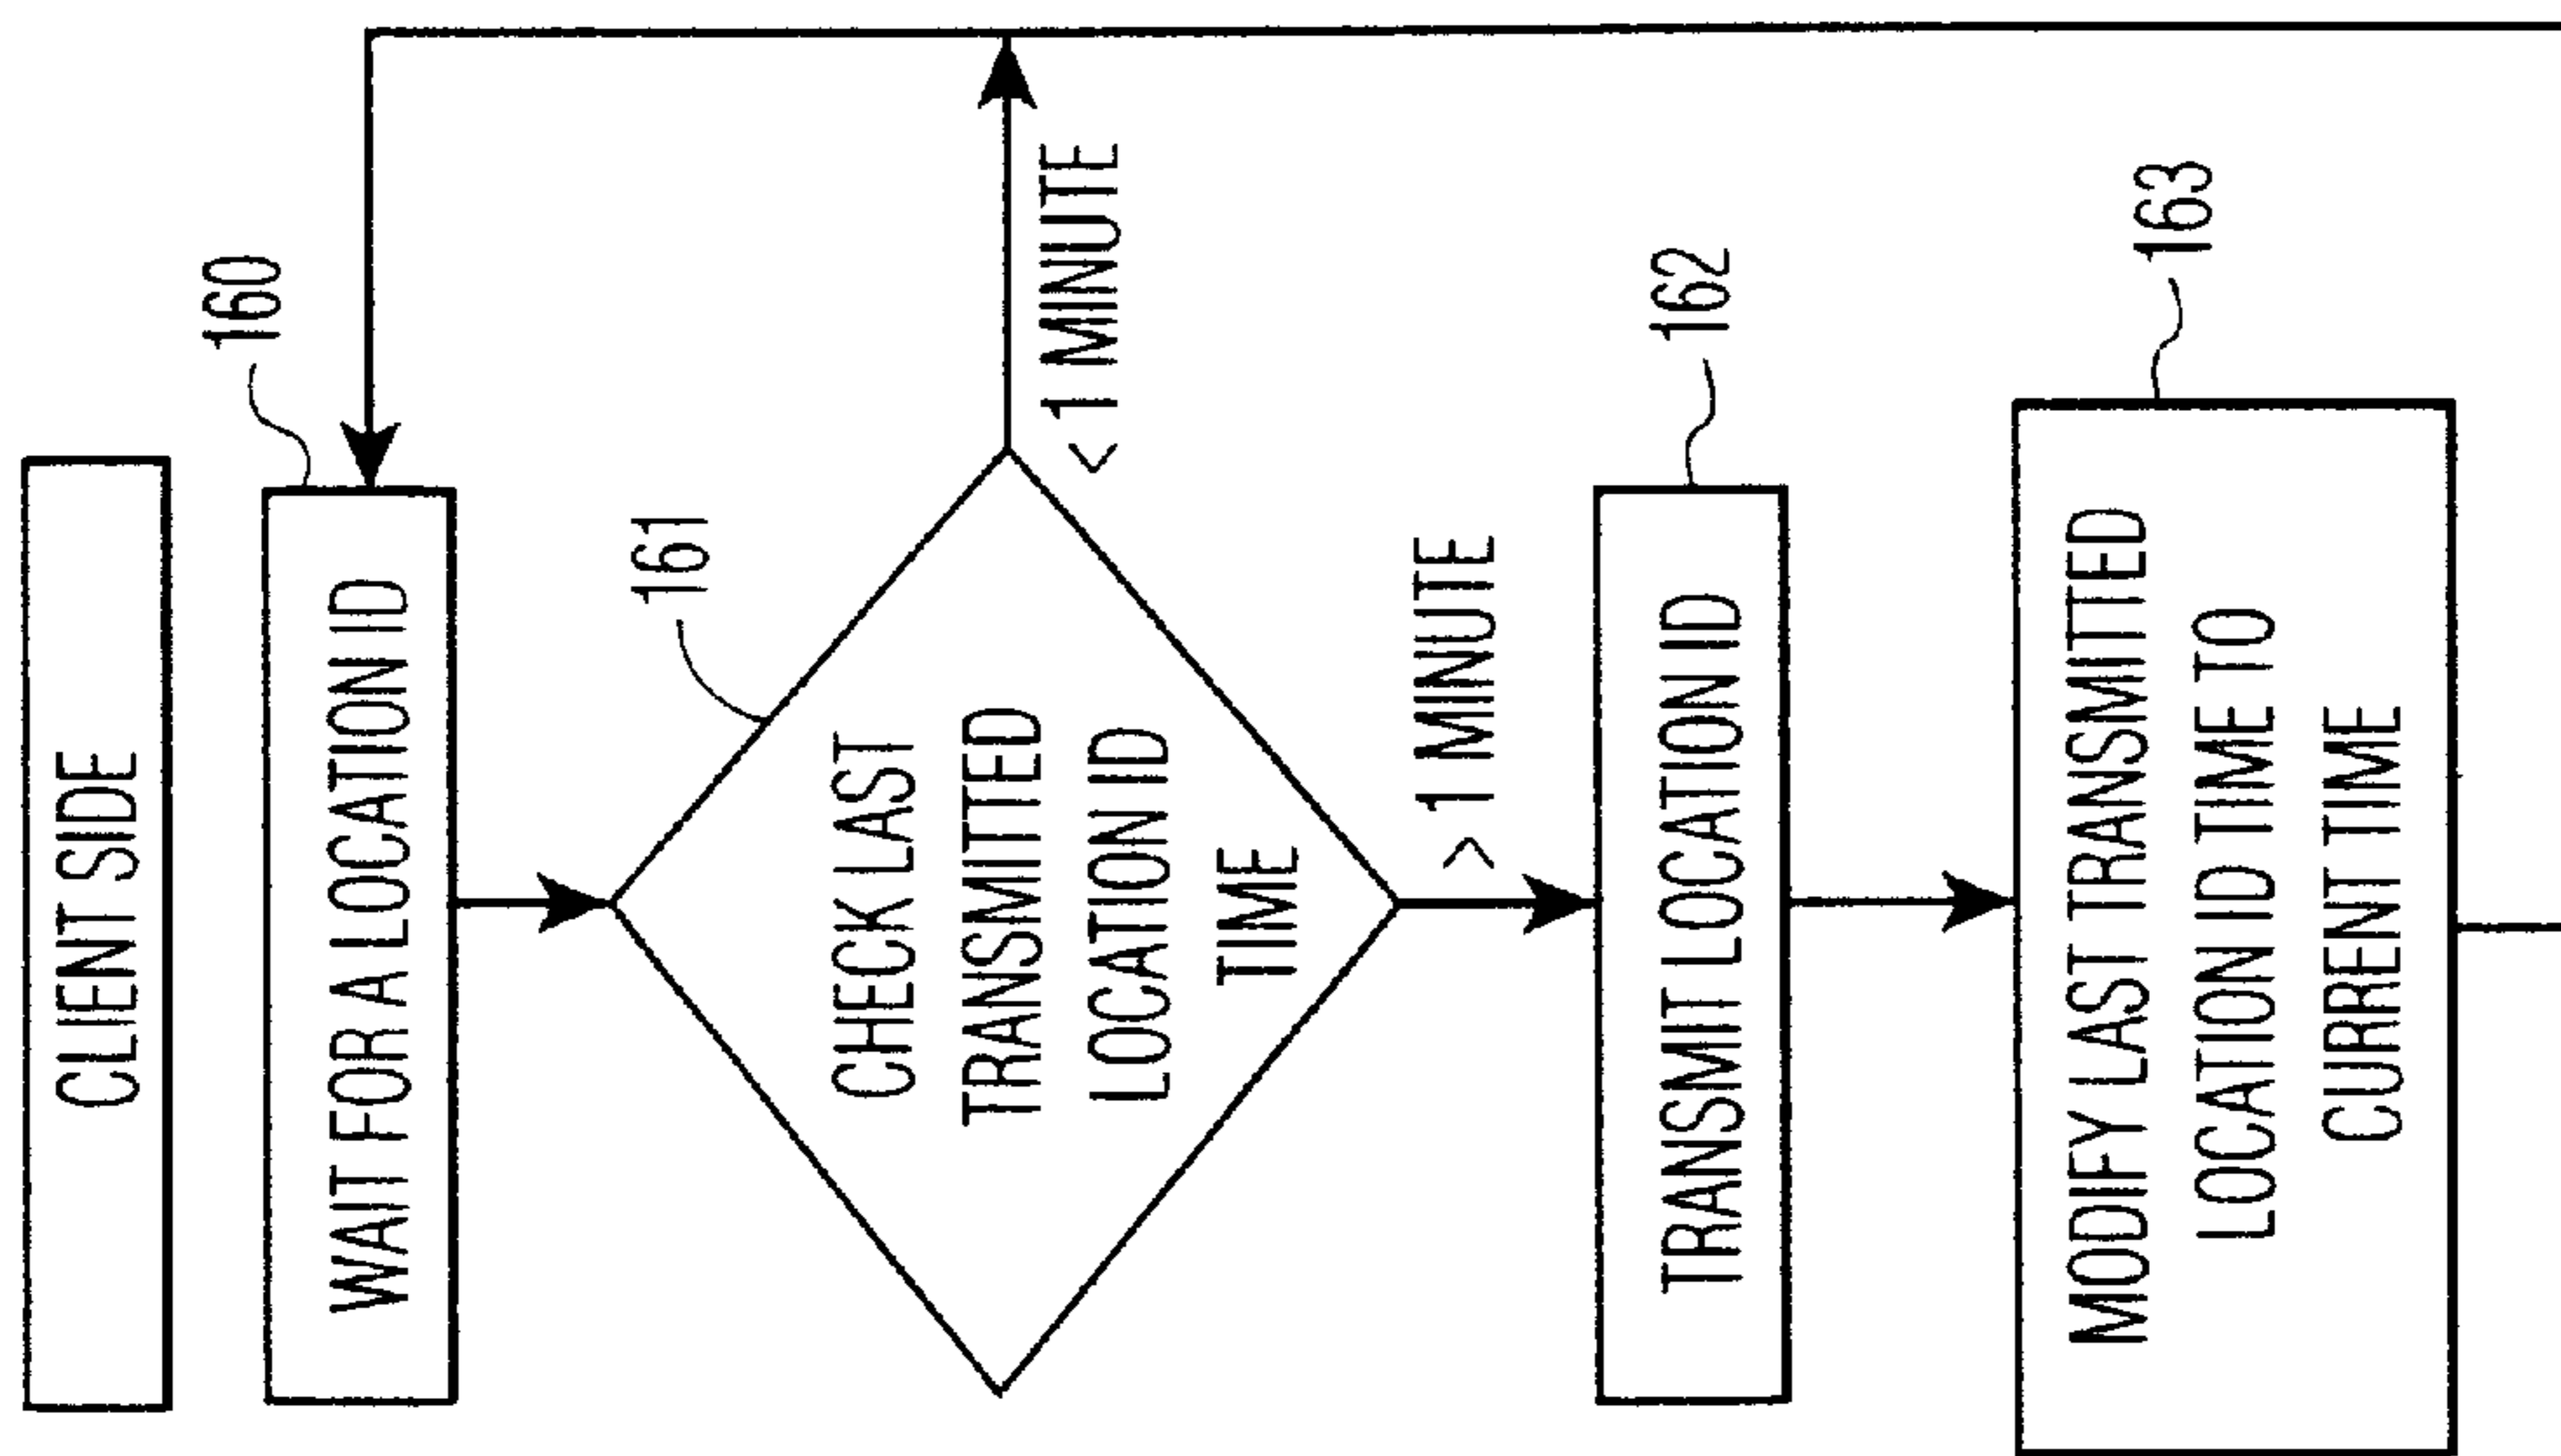 CLIENT SIDE
160
WAIT FOR A LOCATION ID
161
CHECK LAST
TRANSMITTED
LOCATION ID
TIME
< 1 MINUTE
> 1 MINUTE
162
TRANSMIT LOCATION ID
163
MODIFY LAST TRANSMITTED
LOCATION ID TIME TO
CURRENT TIME